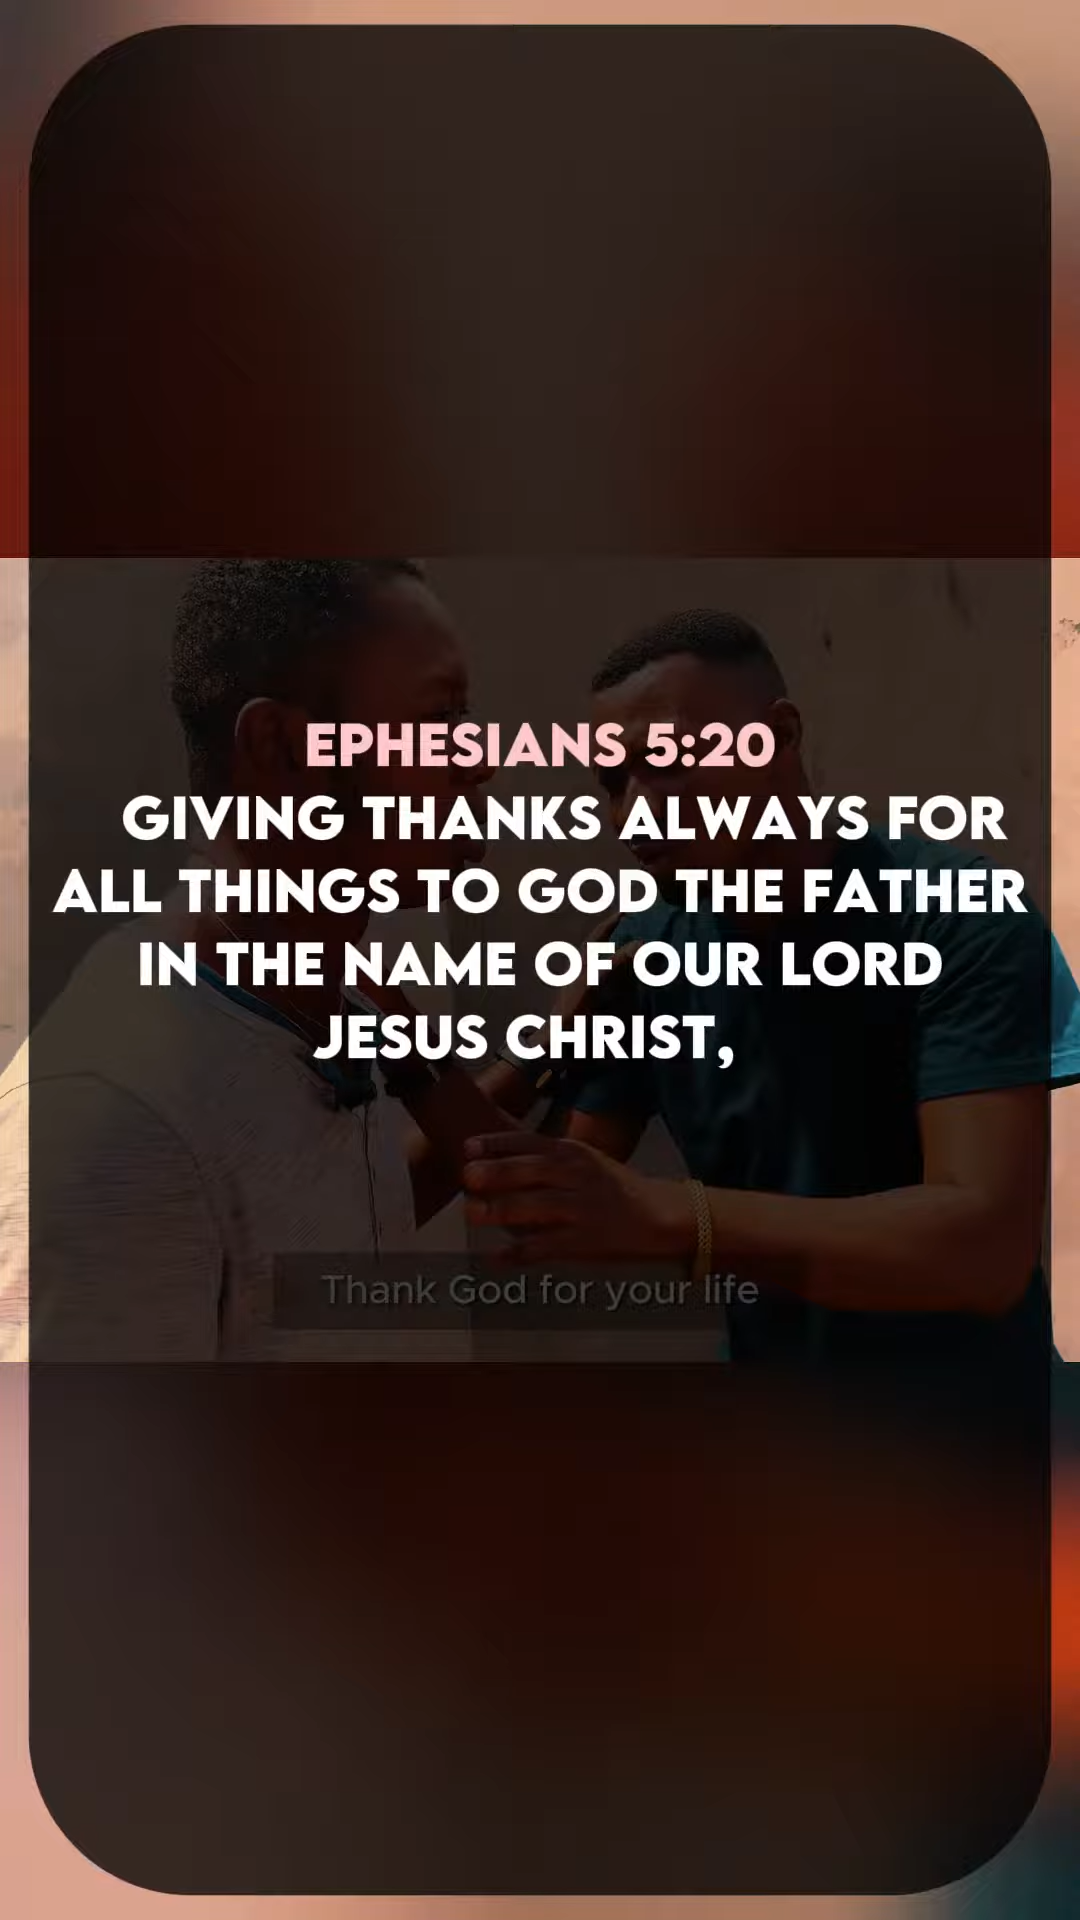 EPHESIANS 5:20
GIVING THANKS ALWAYS FOR
ALL THINGS TO GOD THE FATHER
IN THE NAME OF OUR LORD
JESUS CHRIST,
Thank God for your life